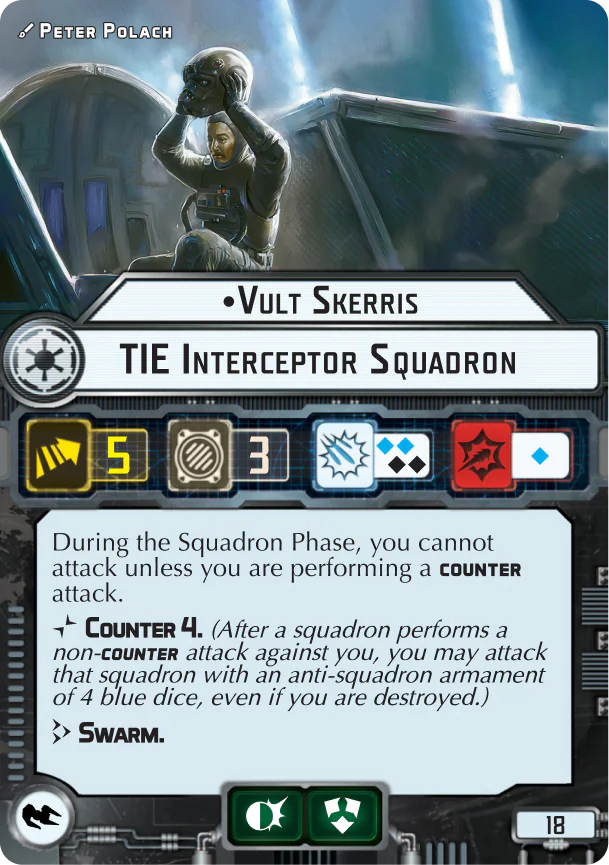 Peter Polach
•Vult Skerris
TIE Interceptor Squadron
5 3
During the Squadron Phase, you cannot
attack unless you are performing a COUNTER
attack.
Counter 4. (After a squadron performs a
non-COUNTER attack against you, you may attack
that squadron with an anti-squadron armament
of 4 blue dice, even if you are destroyed.)
Swarm.
18